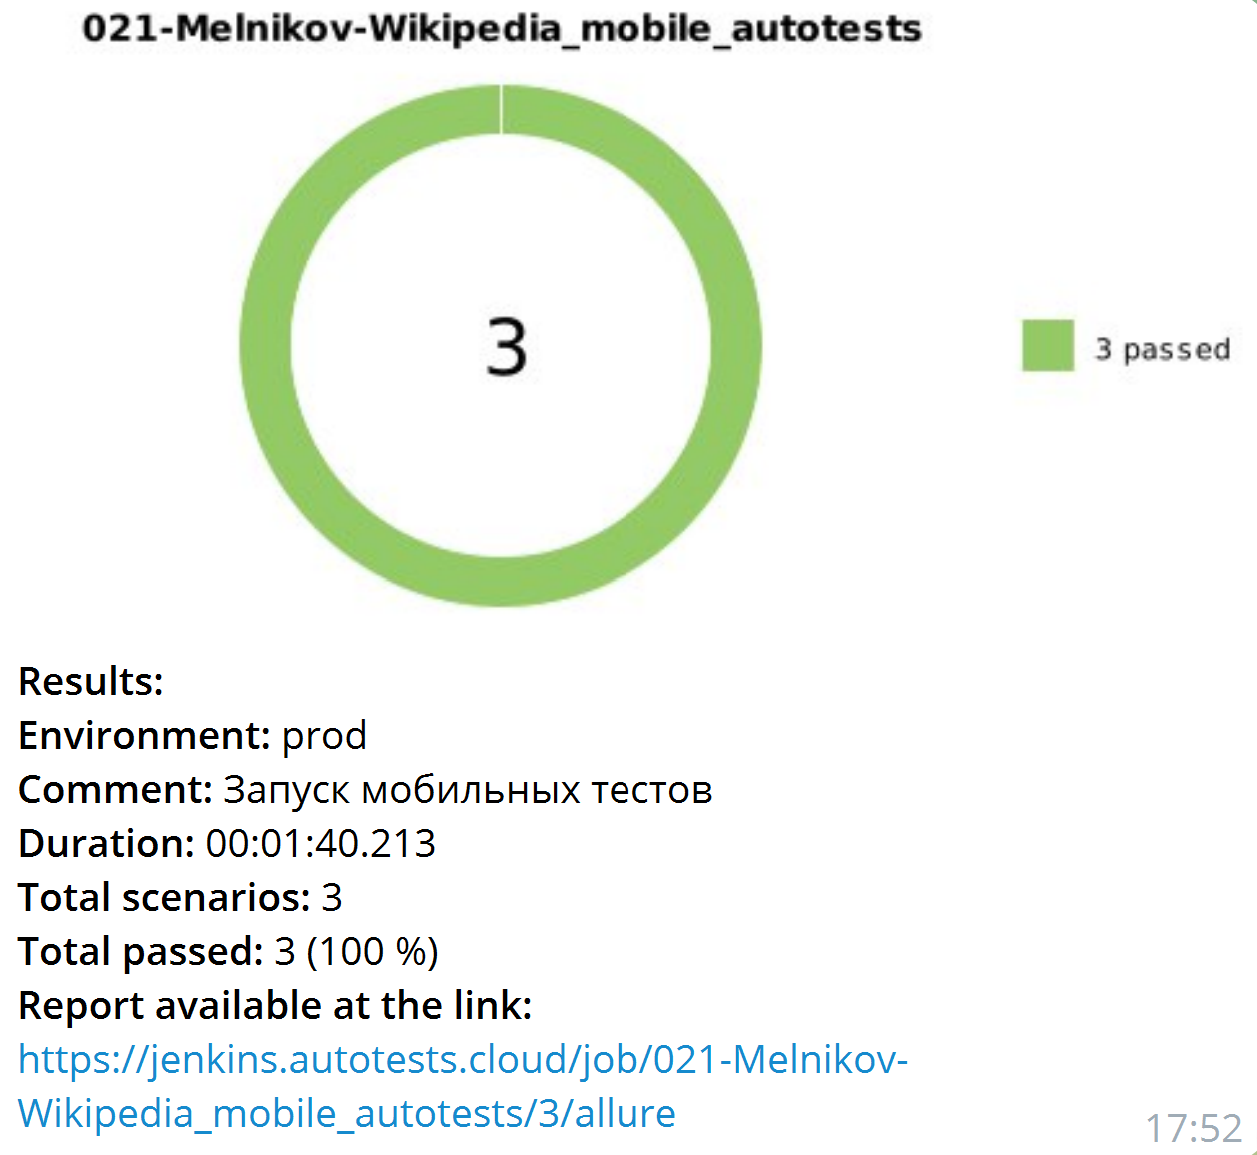 021-Melnikov-Wikipedia_mobile_autotests
3
3 passed
Results:
Environment: prod
Comment: Запуск мобильных тестов
Duration: 00:01:40.213
Total scenarios: 3
Total passed: 3 (100 %)
Report available at the link:
https://jenkins.autotests.cloud/job/021-Melnikov-
Wikipedia_mobile_autotests/3/allure
17:52